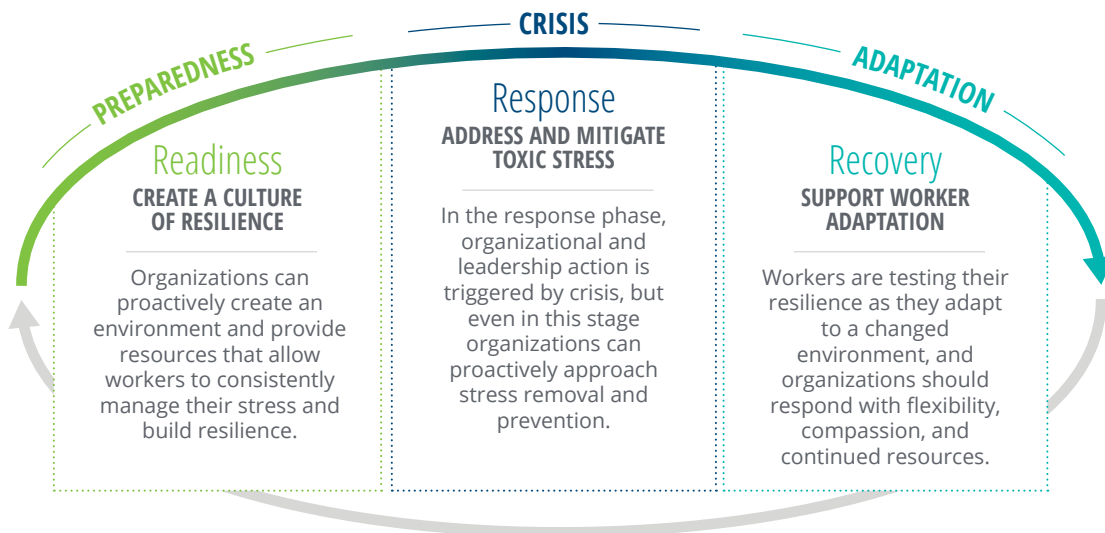 PREPAREDNESS
CRISIS
ADAPTATION
Readiness
CREATE A CULTURE
OF RESILIENCE
Organizations can
proactively create an
environment and provide
resources that allow
workers to consistently
manage their stress and
build resilience.
Response
ADDRESS AND MITIGATE
TOXIC STRESS
In the response phase,
organizational and
leadership action is
triggered by crisis, but
even in this stage
organizations can
proactively approach
stress removal and
prevention.
Recovery
SUPPORT WORKER
ADAPTATION
Workers are testing their
resilience as they adapt
to a changed
environment, and
organizations should
respond with flexibility,
compassion, and
continued resources.